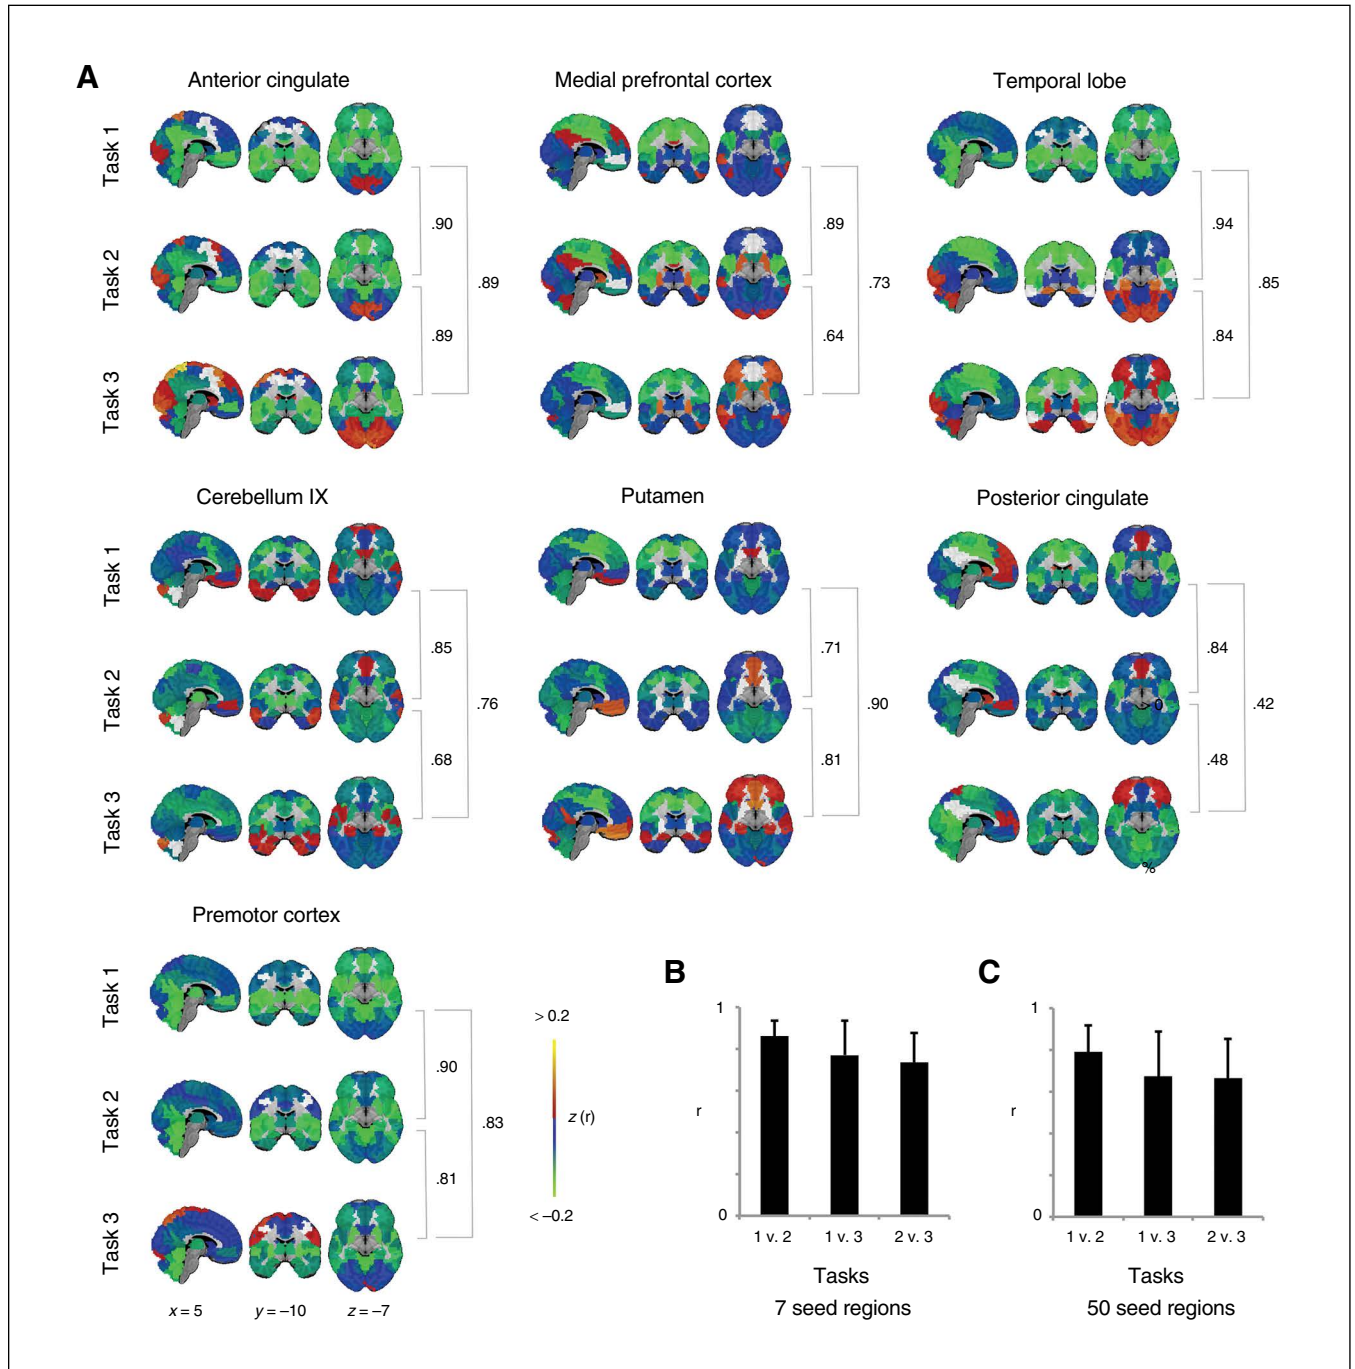 A
Anterior cingulate
Medial prefrontal cortex
Temporal lobe
Task 1
Task 2
Task 3
.90
.89
.89
.89
.64
.73
.94
.84
.85
Cerebellum IX
Putamen
Posterior cingulate
Task 1
Task 2
Task 3
.85
.68
.76
.71
.81
.90
> 0
.84
.48
.42
%
Premotor cortex
Task 1
Task 2
Task 3
.90
.81
.83
x = 5
y = –10
z = –7
> 0.2
z (r)
< –0.2
B
1
r
0
1 v. 2
1 v. 3
2 v. 3
Tasks
7 seed regions
C
1
r
0
1 v. 2
1 v. 3
2 v. 3
Tasks
50 seed regions